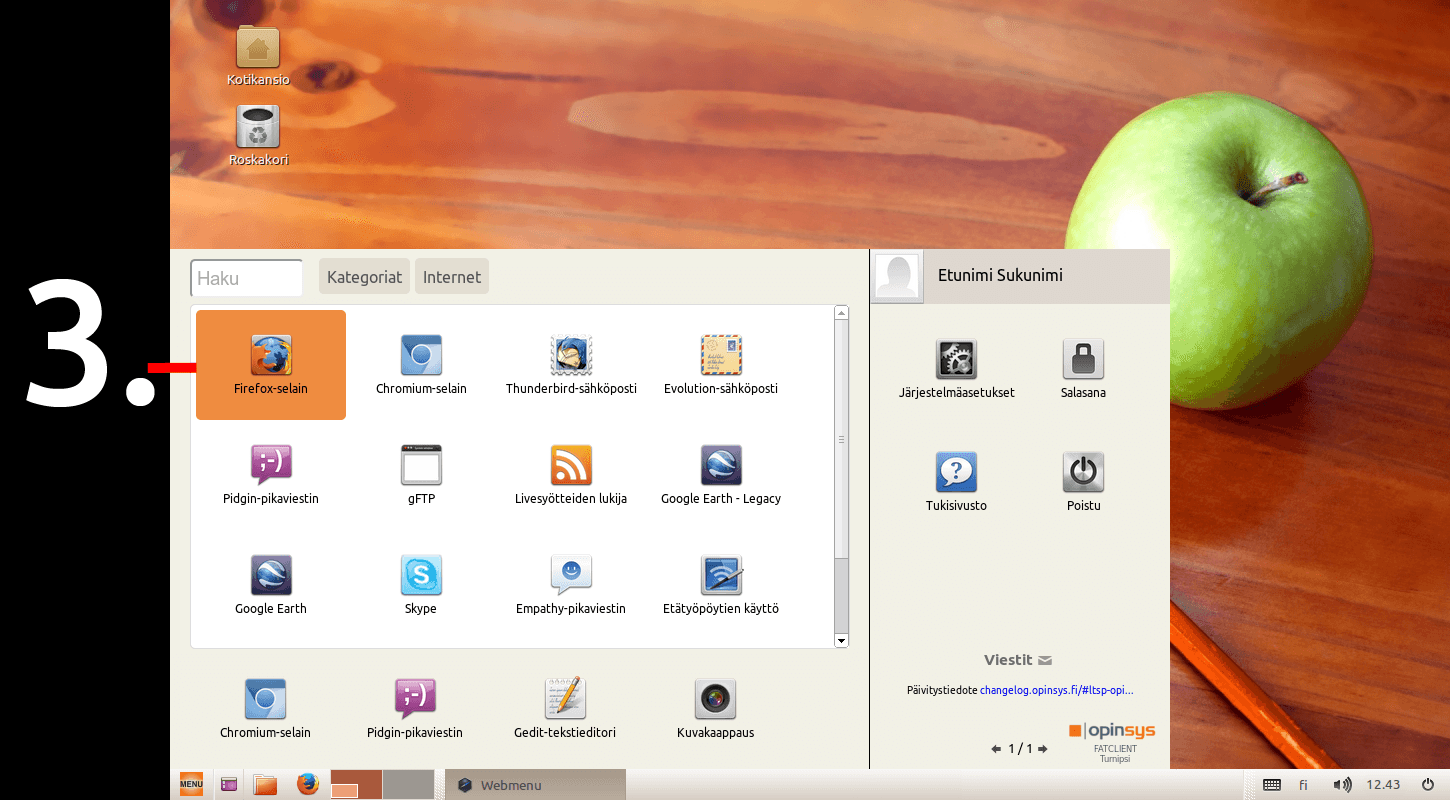 Kotikansio
Roskakori
3.
Haku
Kategoriat
Internet
Etunimi Sukunimi
Firefox-selain
Chromium-selain
Thunderbird-sähköposti
Evolution-sähköposti
Järjestelmäasetukset
Salasana
Pidgin-pikaviestin
gFTP
Livesyötteiden lukija
Google Earth - Legacy
Tukisivusto
Poistu
Google Earth
Skype
Empathy-pikaviestin
Etätyöpöytien käyttö
Viestit
Päivitystiedote changelog.opinsys.fi/#ltsp-opi...
Chromium-selain
Pidgin-pikaviestin
Gedit-tekstieditori
Kuvakaappaus
opinsys
1 / 1
FATCLIENT
Turnipsi
MENU
Webmenu
fi
12.43